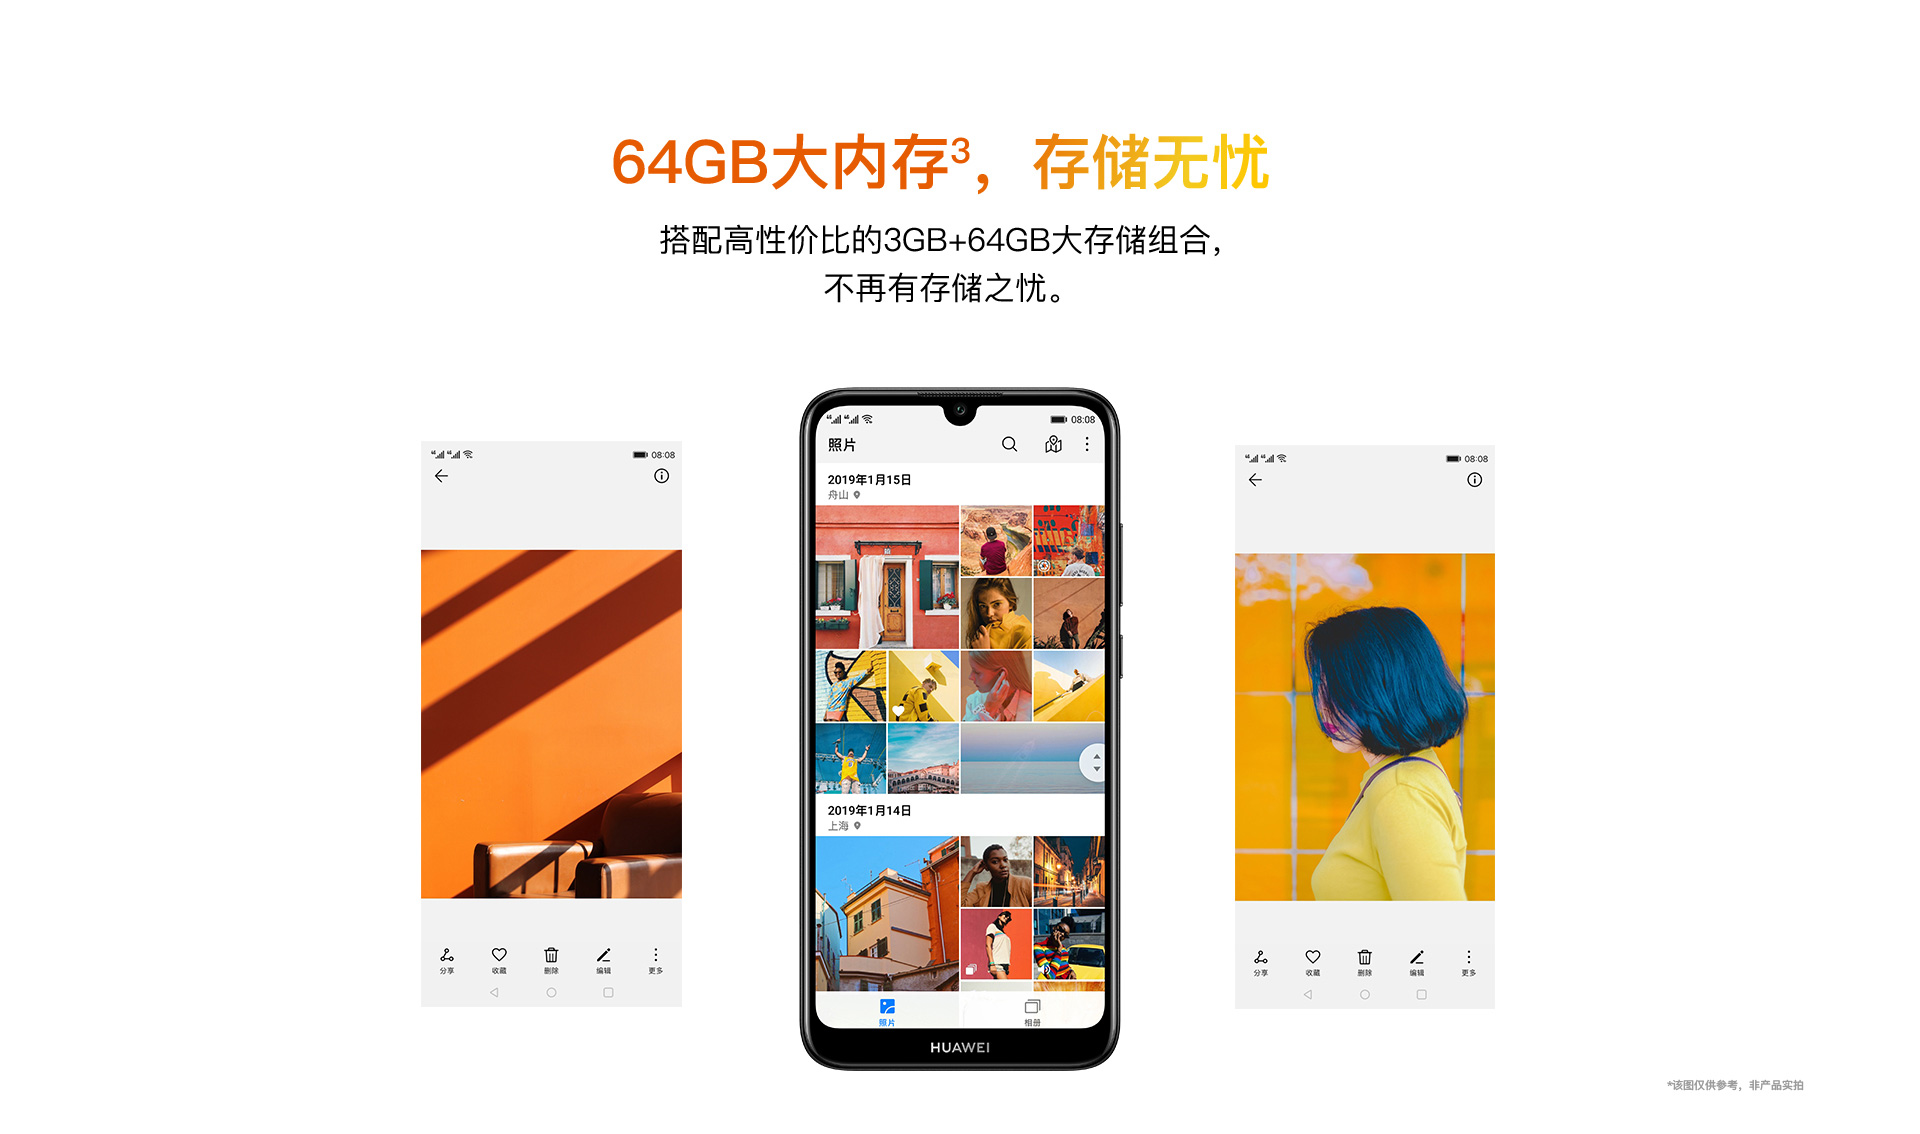 64GB大内存3，存储无忧
搭配高性价比的3GB+64GB大存储组合，
不再有存储之忧。
08:08
分享 收藏 删除 编辑 更多
08:08
照片
2019年1月15日
舟山
2019年1月14日
上海
照片 相册
HUAWEI
08:08
分享 收藏 删除 编辑 更多
*该图仅供参考，非产品实拍